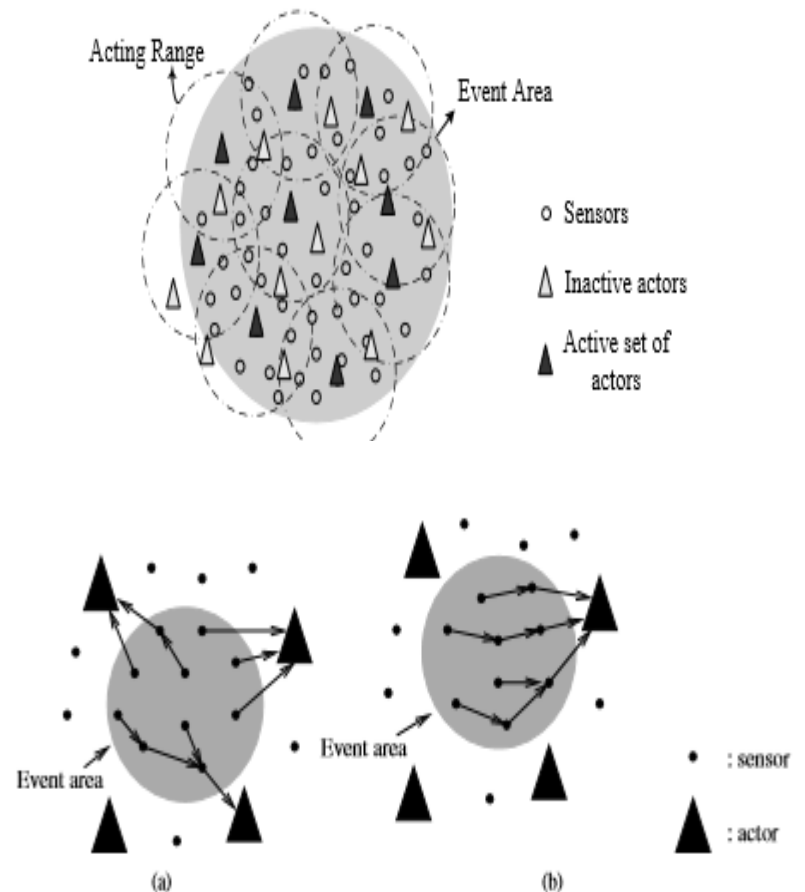 Acting Range
Event Area
Sensors
Inactive actors
Active set of
actors
Event area
Event area
: sensor
: actor
(a)
(b)